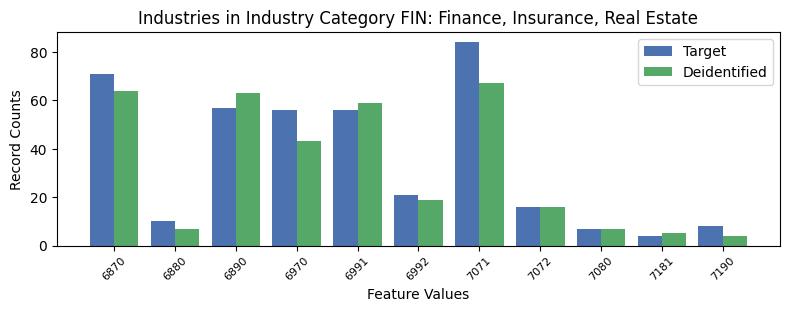 Industries in Industry Category FIN: Finance, Insurance, Real Estate
Target
Deidentified
Record Counts
80
60
40
20
0
6870 6880 6890 6970 6991 6992 7071 7072 7080 7181 7190
Feature Values